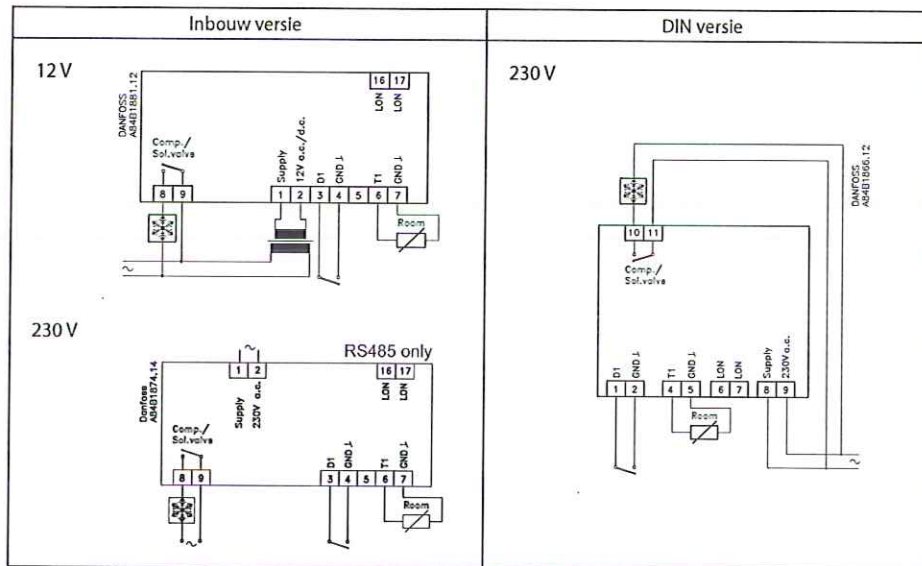 Inbouw versie
DIN versie
12 V
DANFOSS
A84B1881.12
16 17
LON
LON
Comp./
Sol.valve
8 9
Supply
12V a.c./d.c.
D1
GND ⊥
T1
GND ⊥
1 2 3 4 5 6 7
Room
~
230 V
RS485 only
Danfoss
A84B1874.14
~
1 2
Supply
230V a.c.
16 17
LON
LON
Comp./
Sol.valve
8 9
D1
GND ⊥
T1
GND ⊥
3 4 5 6 7
Room
~
230 V
DANFOSS
A84B1866.12
10 11
Comp./
Sol.valve
D1
GND ⊥
T1
GND ⊥
LON
LON
Supply
230V a.c.
1 2 4 5 6 7 8 9
Room
~